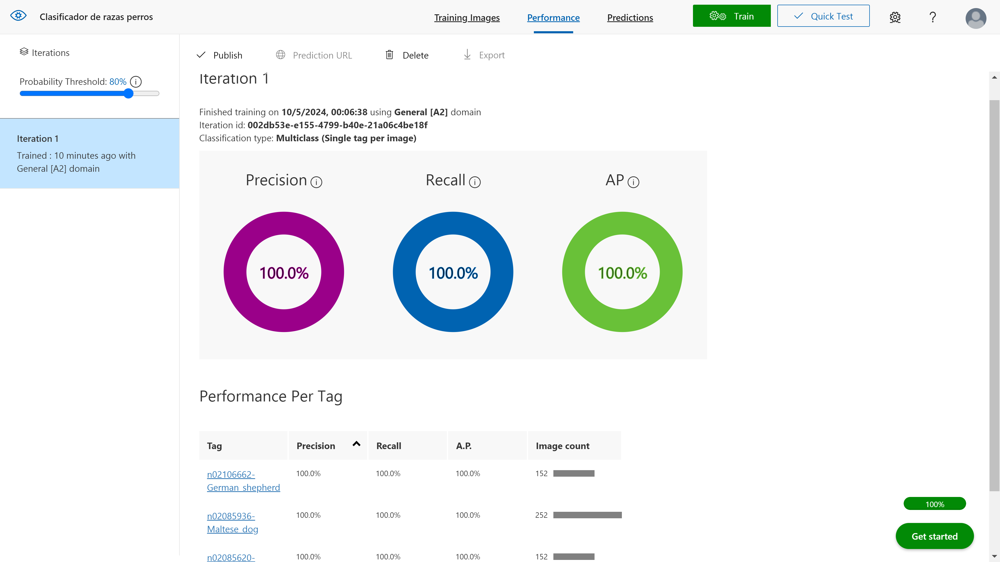 Clasificador de razas perros
Training Images
Performance
Predictions
Train
Quick Test
?
Iterations
Probability Threshold: 80%
Iteration 1
Trained : 10 minutes ago with
General [A2] domain
Publish
Prediction URL
Delete
Export
Iteration 1
Finished training on 10/5/2024, 00:06:38 using General [A2] domain
Iteration id: 002db53e-e155-4799-b40e-21a06c4be18f
Classification type: Multiclass (Single tag per image)
Precision
Recall
AP
100.0%
100.0%
100.0%
Performance Per Tag
Tag Precision Recall A.P. Image count
n02106662-
German_shepherd
100.0% 100.0% 100.0% 152
n02085936-
Maltese_dog
100.0% 100.0% 100.0% 252
n02085620-
100.0% 100.0% 100.0% 152
100%
Get started